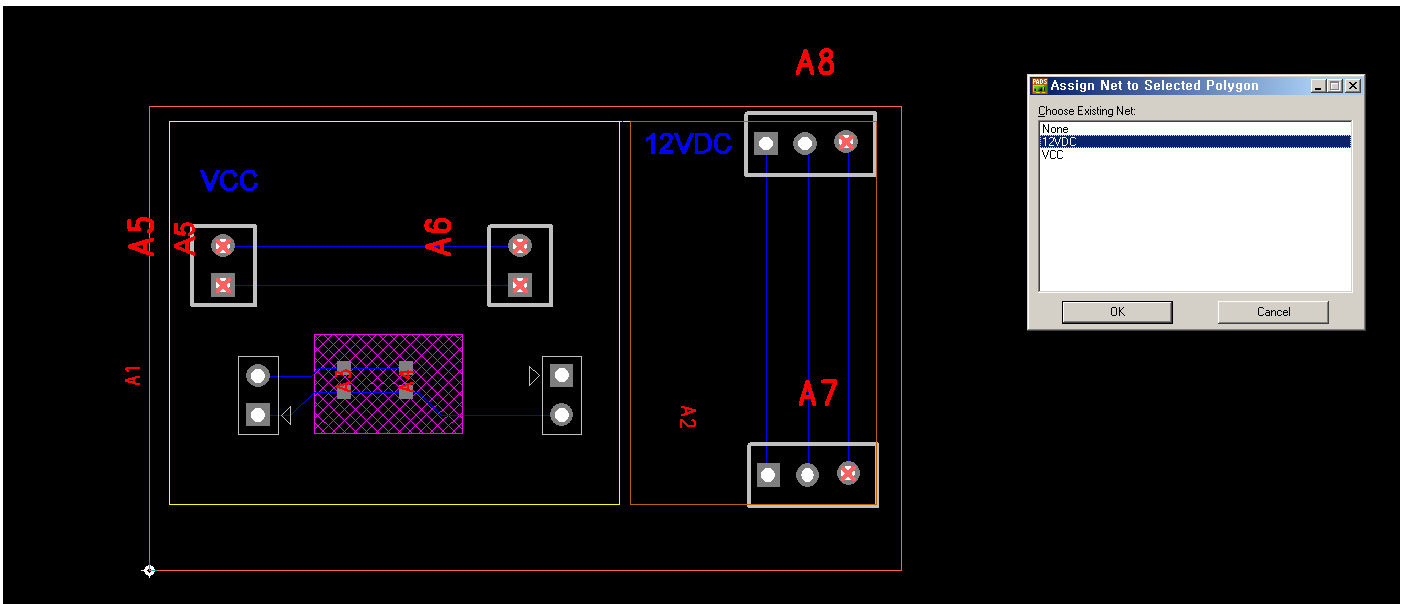 A8
12VDC
VCC
A5
A5
A6
A1
A3
A4
A7
A2
PADS
Assign Net to Selected Polygon
Choose Existing Net:
None
12VDC
VCC
OK
Cancel